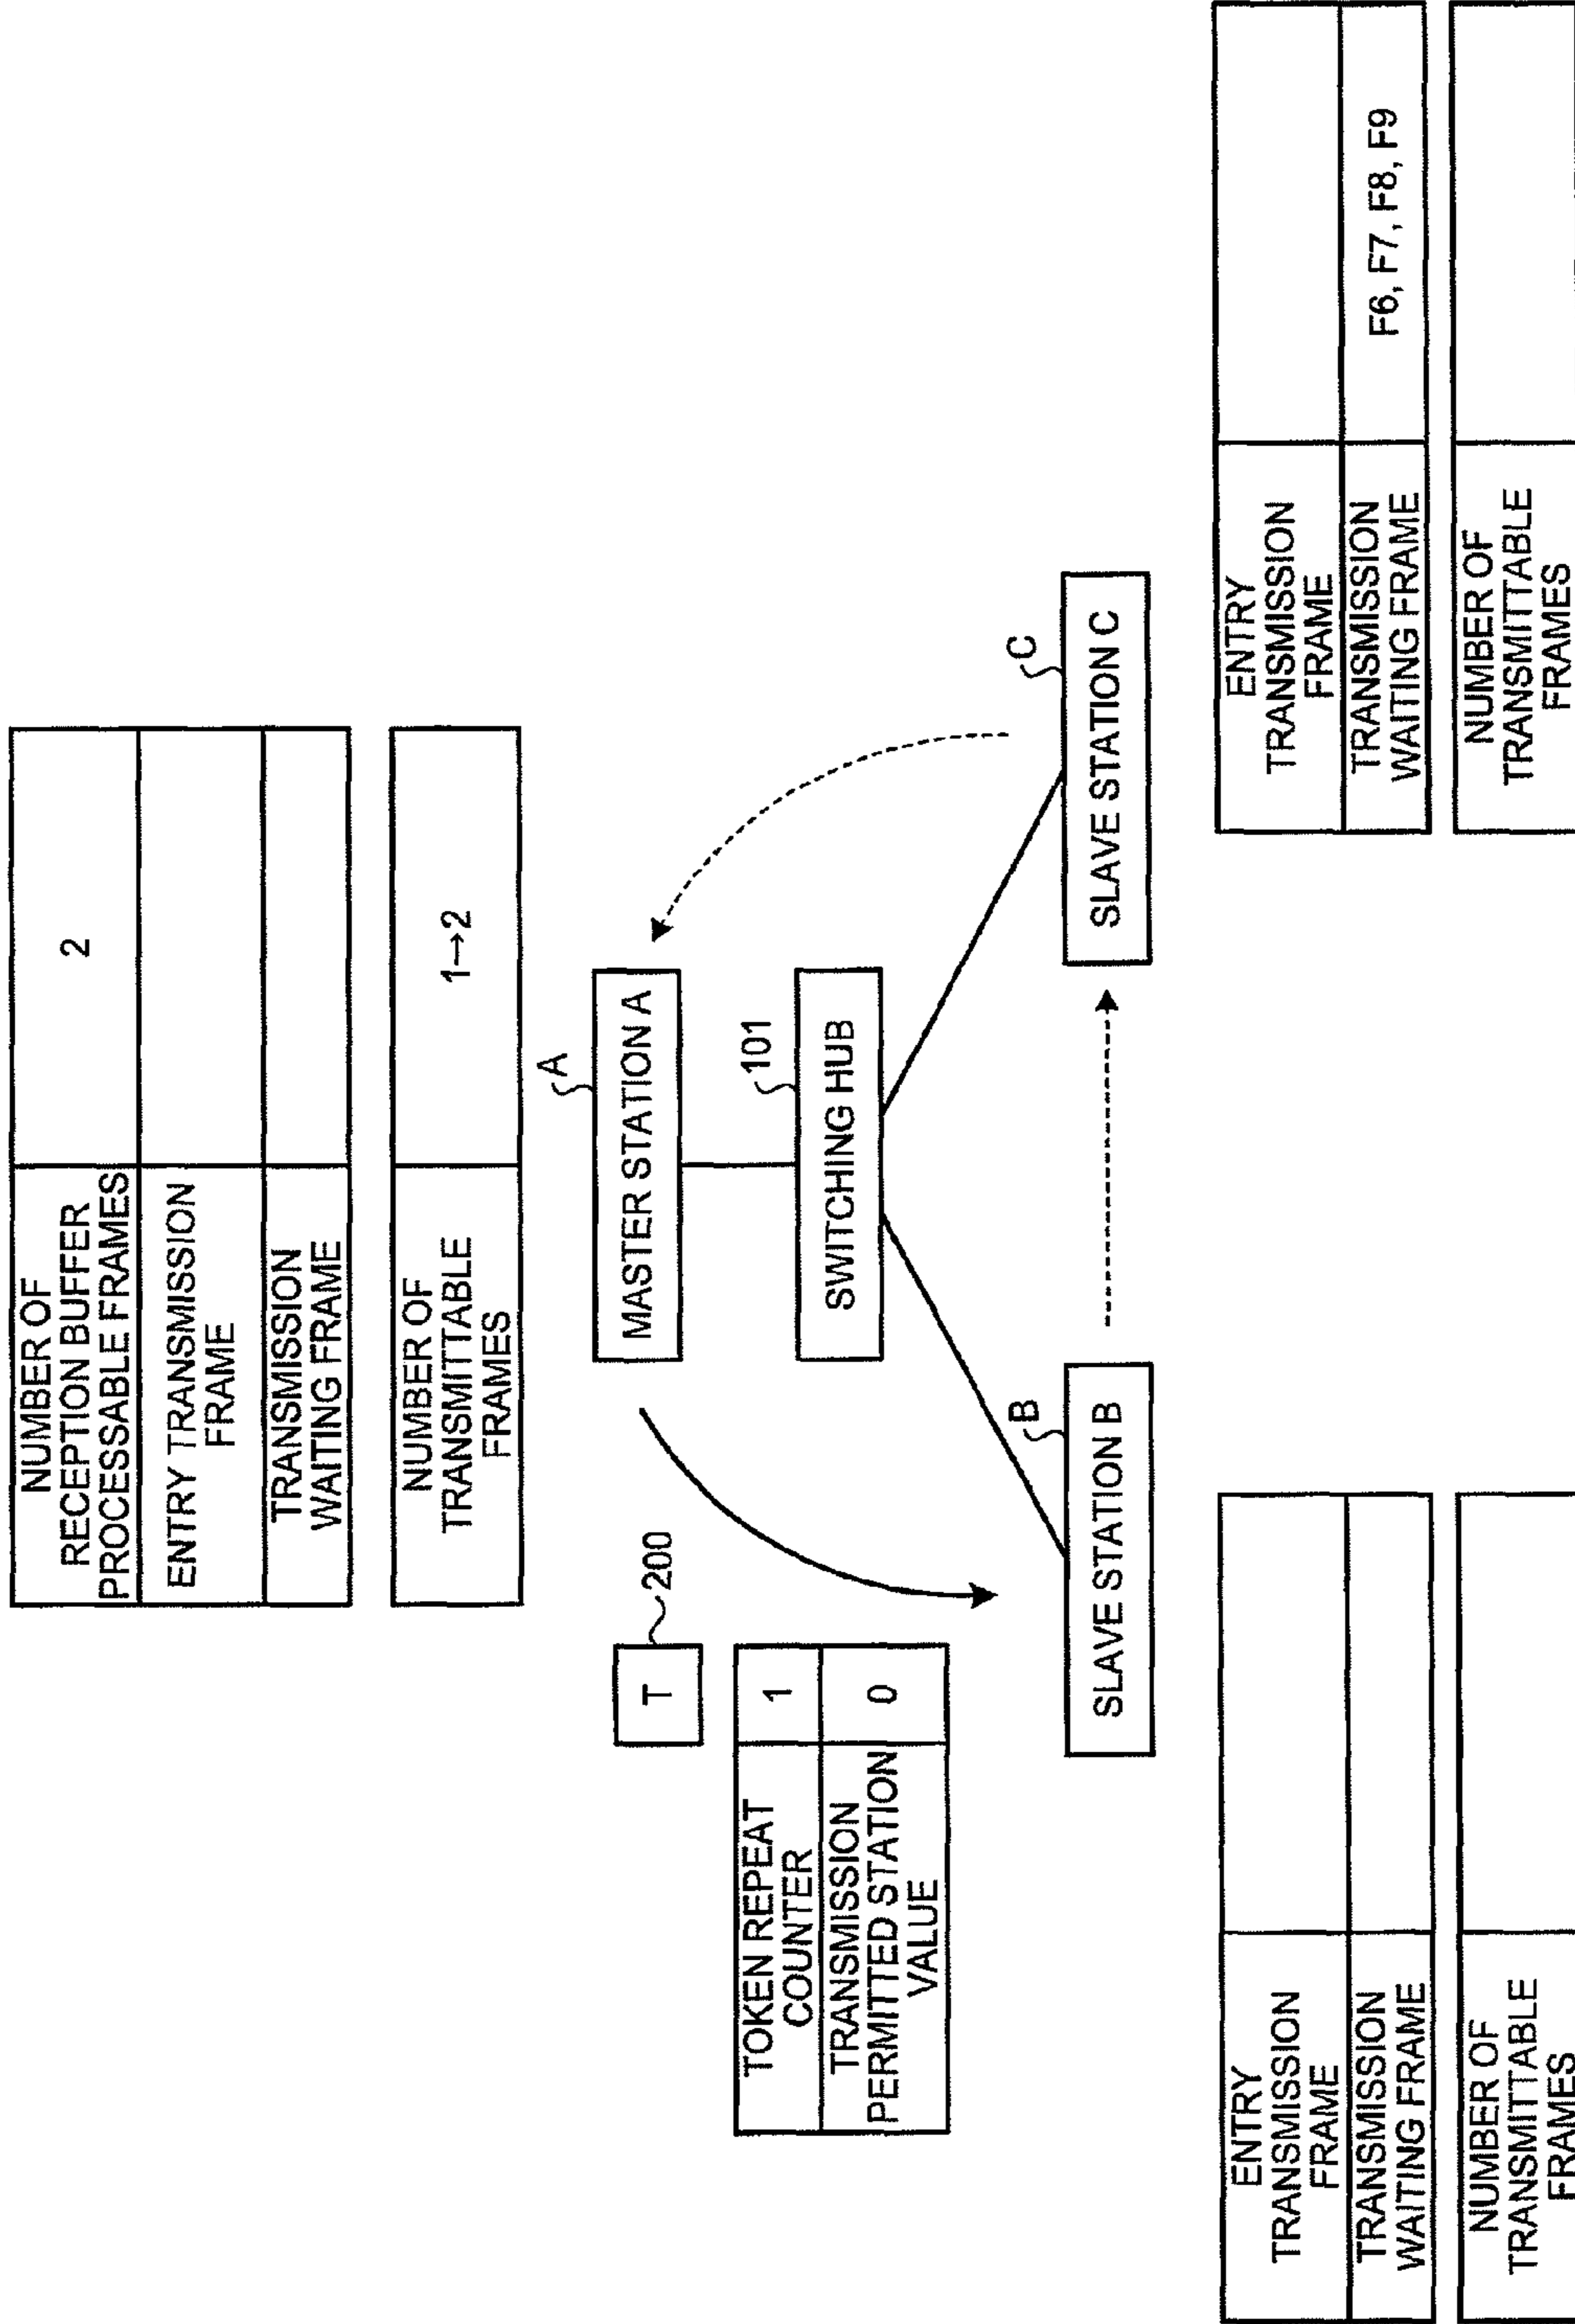 NUMBER OF
RECEPTION BUFFER
PROCESSABLE FRAMES
2
ENTRY TRANSMISSION
FRAME
TRANSMISSION
WAITING FRAME
NUMBER OF
TRANSMITTABLE
FRAMES
1→2
T
200
TOKEN REPEAT
COUNTER
1
TRANSMISSION
PERMITTED STATION
VALUE
0
A
MASTER STATION A
101
SWITCHING HUB
B
SLAVE STATION B
C
SLAVE STATION C
ENTRY
TRANSMISSION
FRAME
TRANSMISSION
WAITING FRAME
NUMBER OF
TRANSMITTABLE
FRAMES
ENTRY
TRANSMISSION
FRAME
TRANSMISSION
WAITING FRAME
F6, F7, F8, F9
NUMBER OF
TRANSMITTABLE
FRAMES